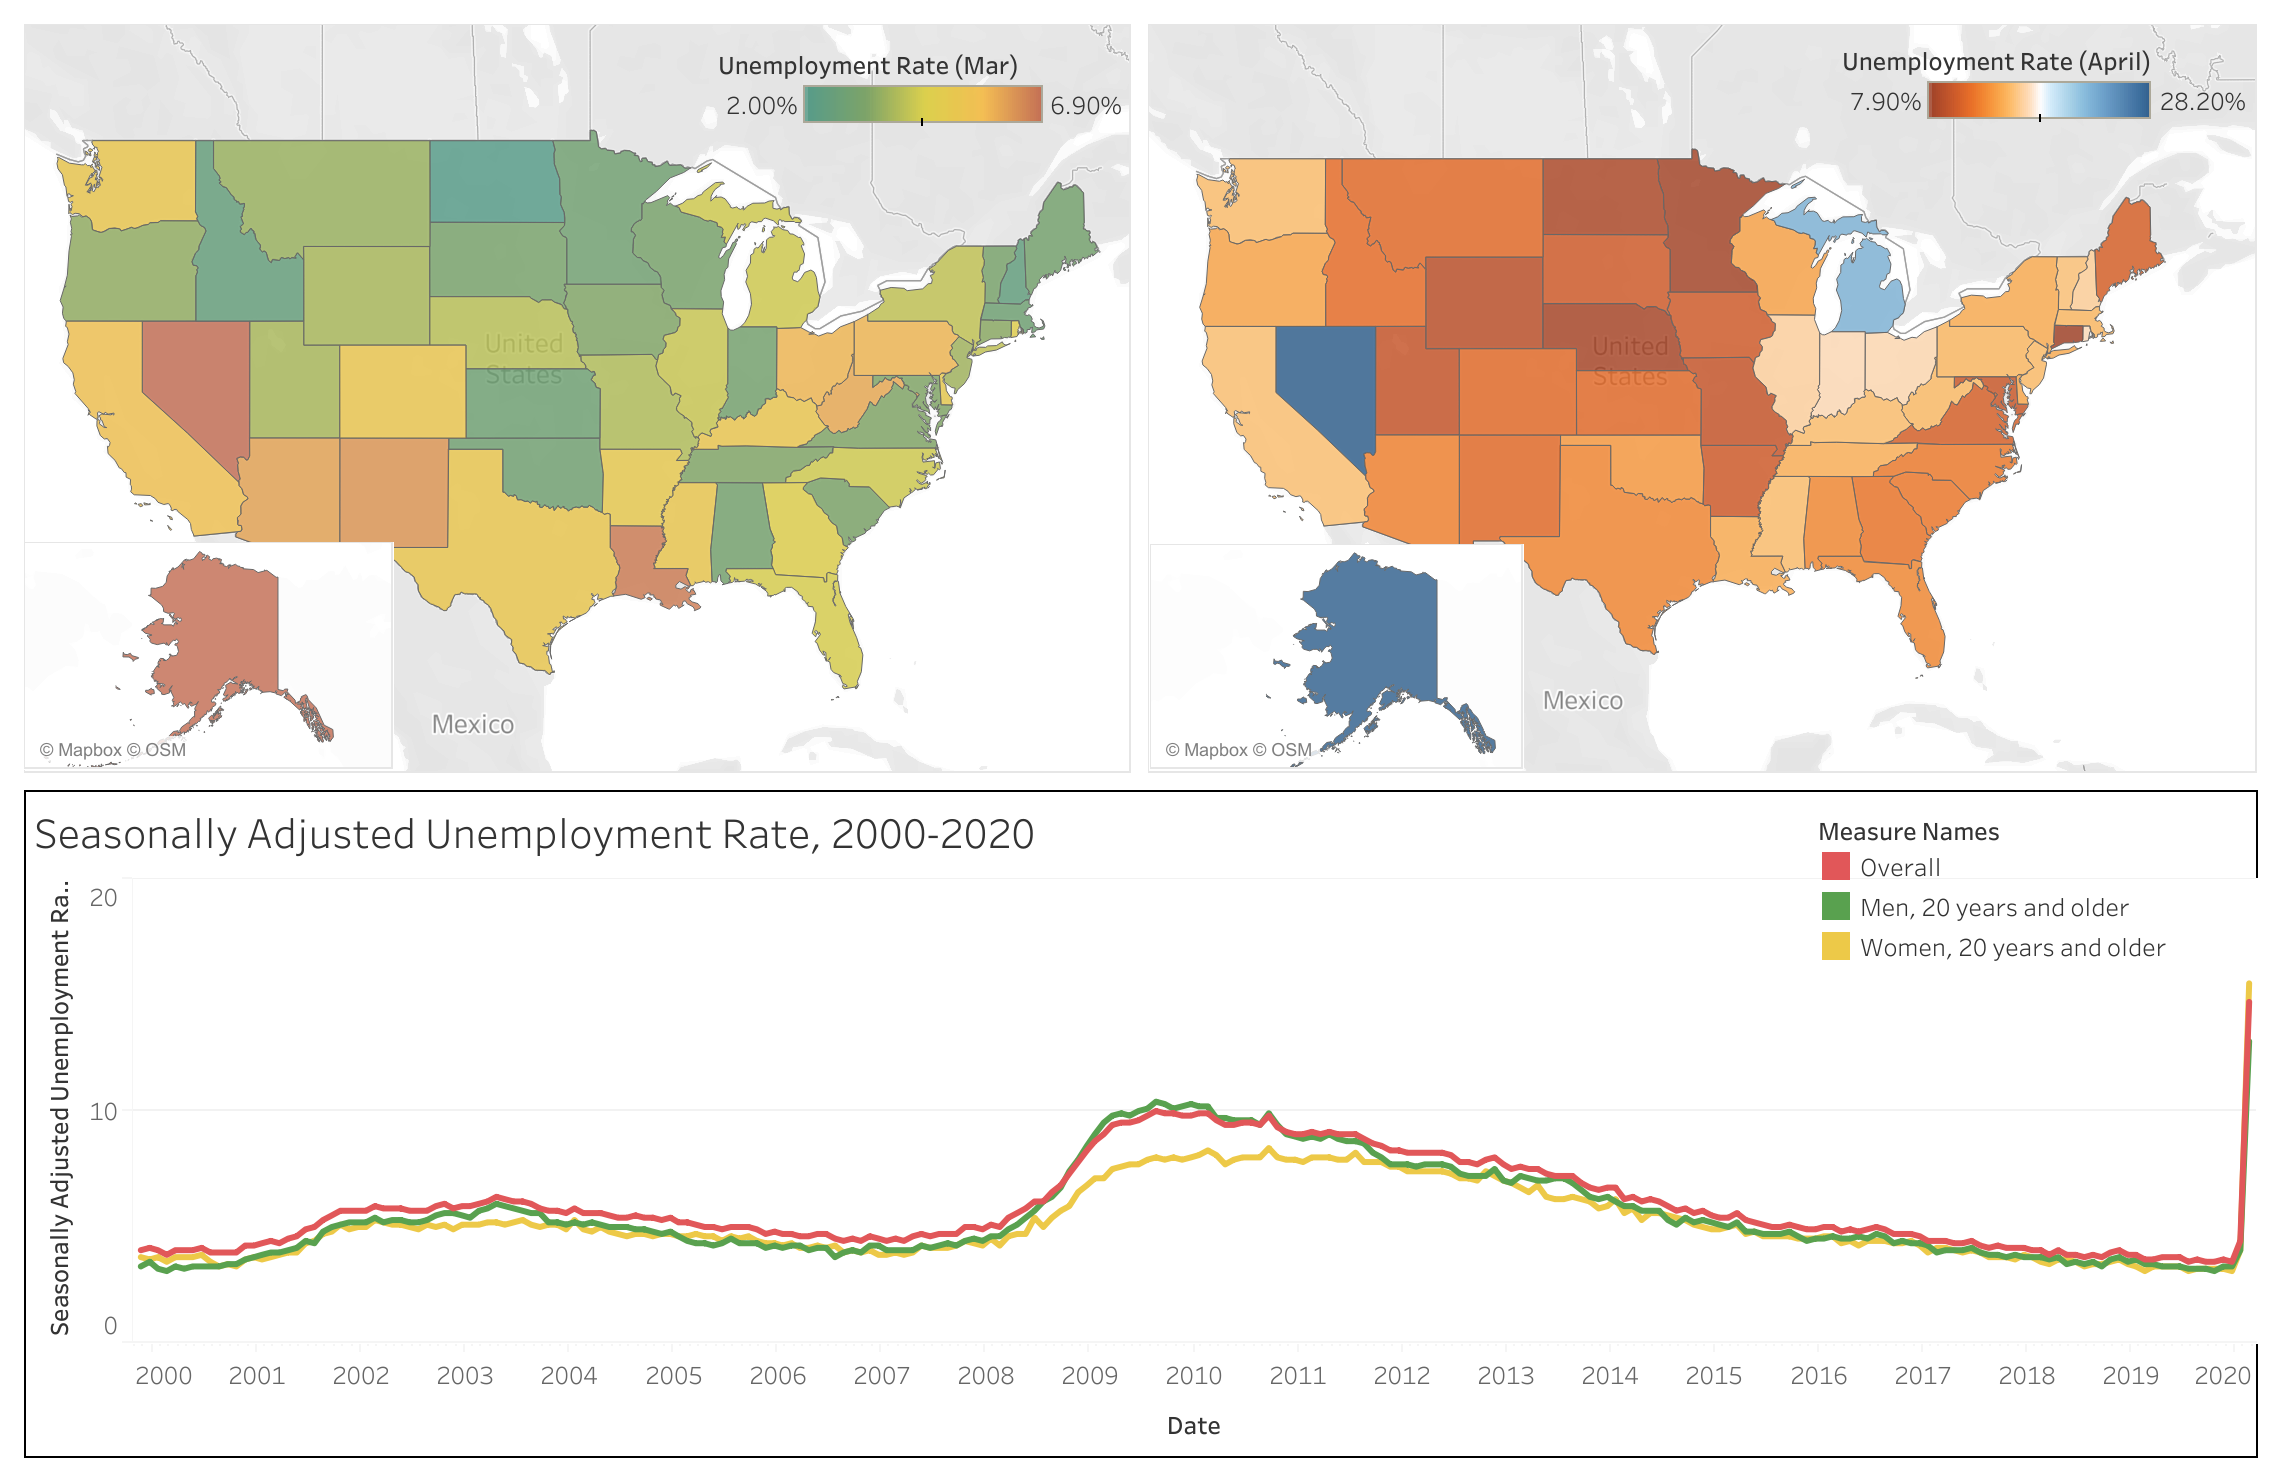 Unemployment Rate (Mar)
2.00% 6.90%
United
States
Mexico
© Mapbox © OSM
Unemployment Rate (April)
7.90% 28.20%
United
States
Mexico
© Mapbox © OSM
Seasonally Adjusted Unemployment Rate, 2000-2020
Measure Names
Overall
Men, 20 years and older
Women, 20 years and older
Seasonally Adjusted Unemployment Ra..
20
10
0
2000 2001 2002 2003 2004 2005 2006 2007 2008 2009 2010 2011 2012 2013 2014 2015 2016 2017 2018 2019 2020
Date